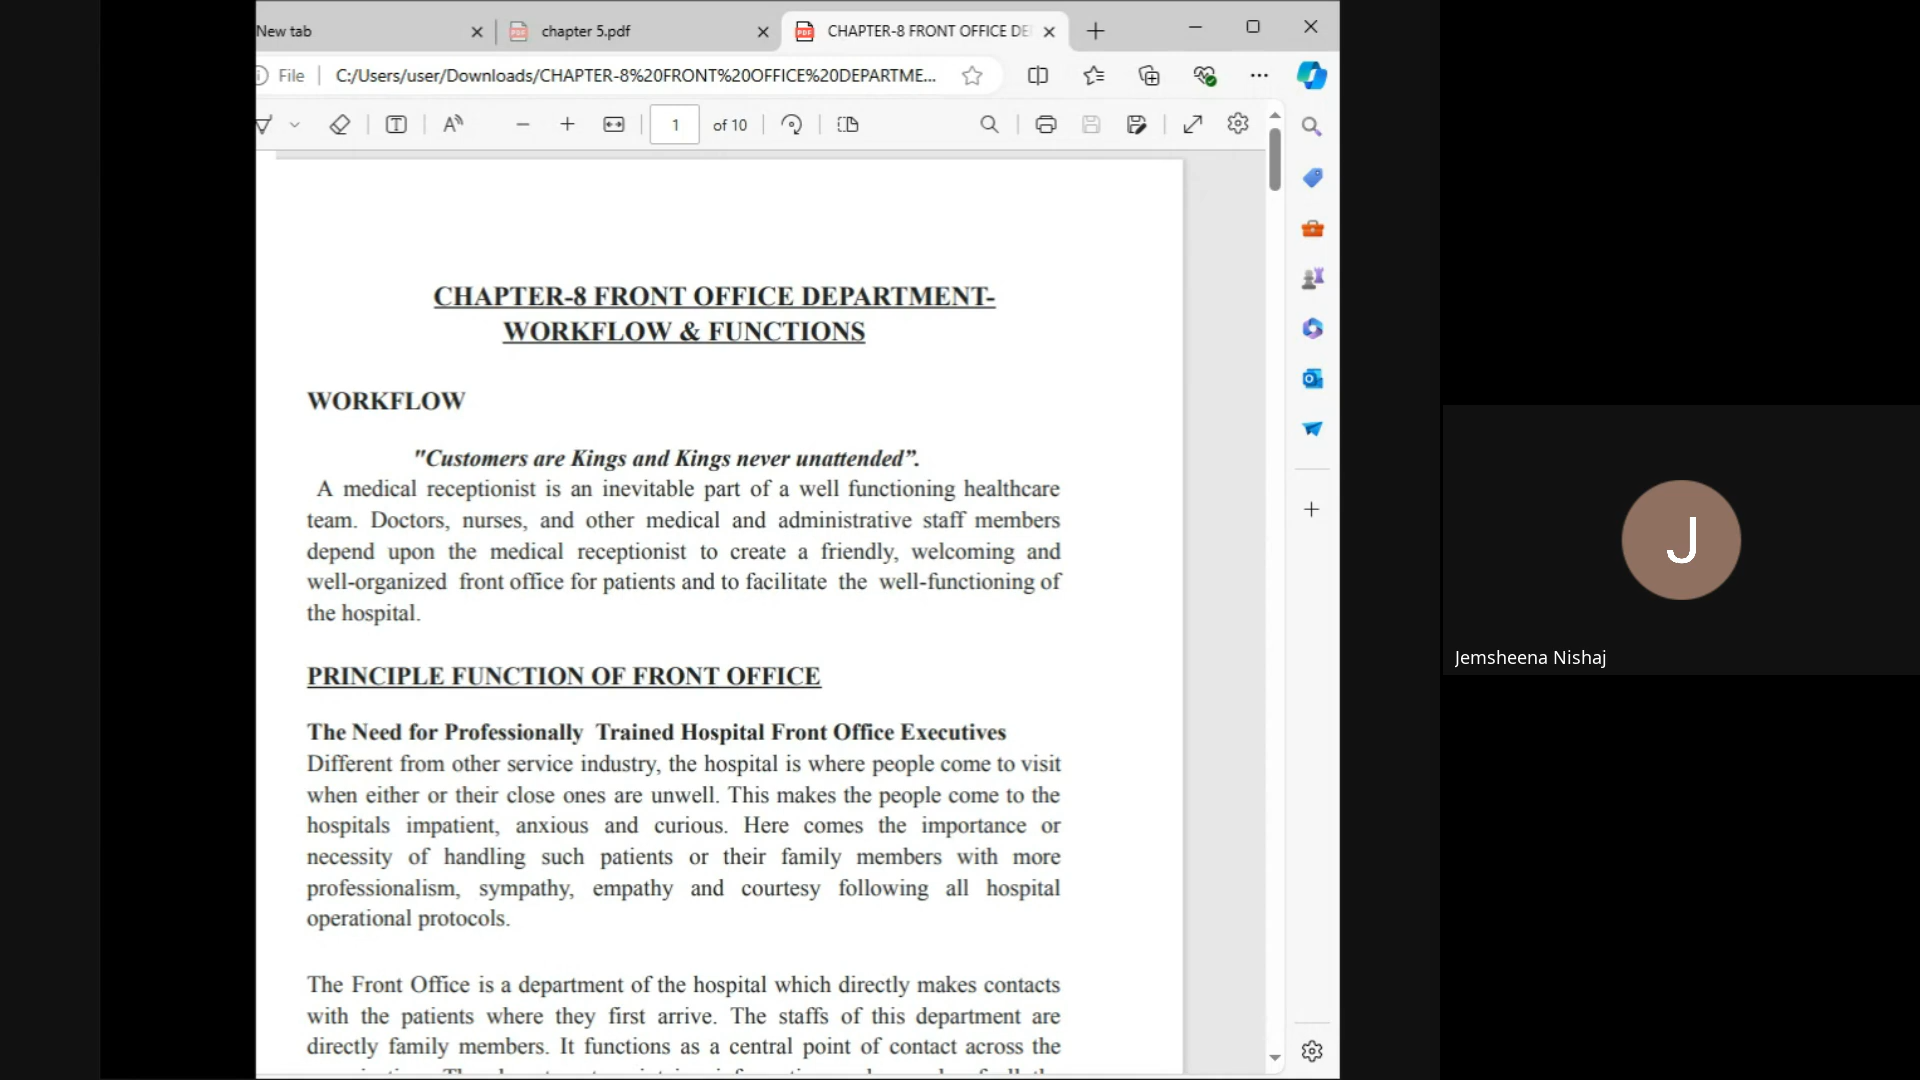 New tab
chapter 5.pdf
CHAPTER-8 FRONT OFFICE DE
File
C:/Users/user/Downloads/CHAPTER-8%20FRONT%20OFFICE%20DEPARTME...
1 of 10
CHAPTER-8 FRONT OFFICE DEPARTMENT-
WORKFLOW & FUNCTIONS
WORKFLOW
"Customers are Kings and Kings never unattended”.
A medical receptionist is an inevitable part of a well functioning healthcare
team. Doctors, nurses, and other medical and administrative staff members
depend upon the medical receptionist to create a friendly, welcoming and
well-organized front office for patients and to facilitate the well-functioning of
the hospital.
PRINCIPLE FUNCTION OF FRONT OFFICE
The Need for Professionally Trained Hospital Front Office Executives
Different from other service industry, the hospital is where people come to visit
when either or their close ones are unwell. This makes the people come to the
hospitals impatient, anxious and curious. Here comes the importance or
necessity of handling such patients or their family members with more
professionalism, sympathy, empathy and courtesy following all hospital
operational protocols.
The Front Office is a department of the hospital which directly makes contacts
with the patients where they first arrive. The staffs of this department are
directly family members. It functions as a central point of contact across the
J
Jemsheena Nishaj